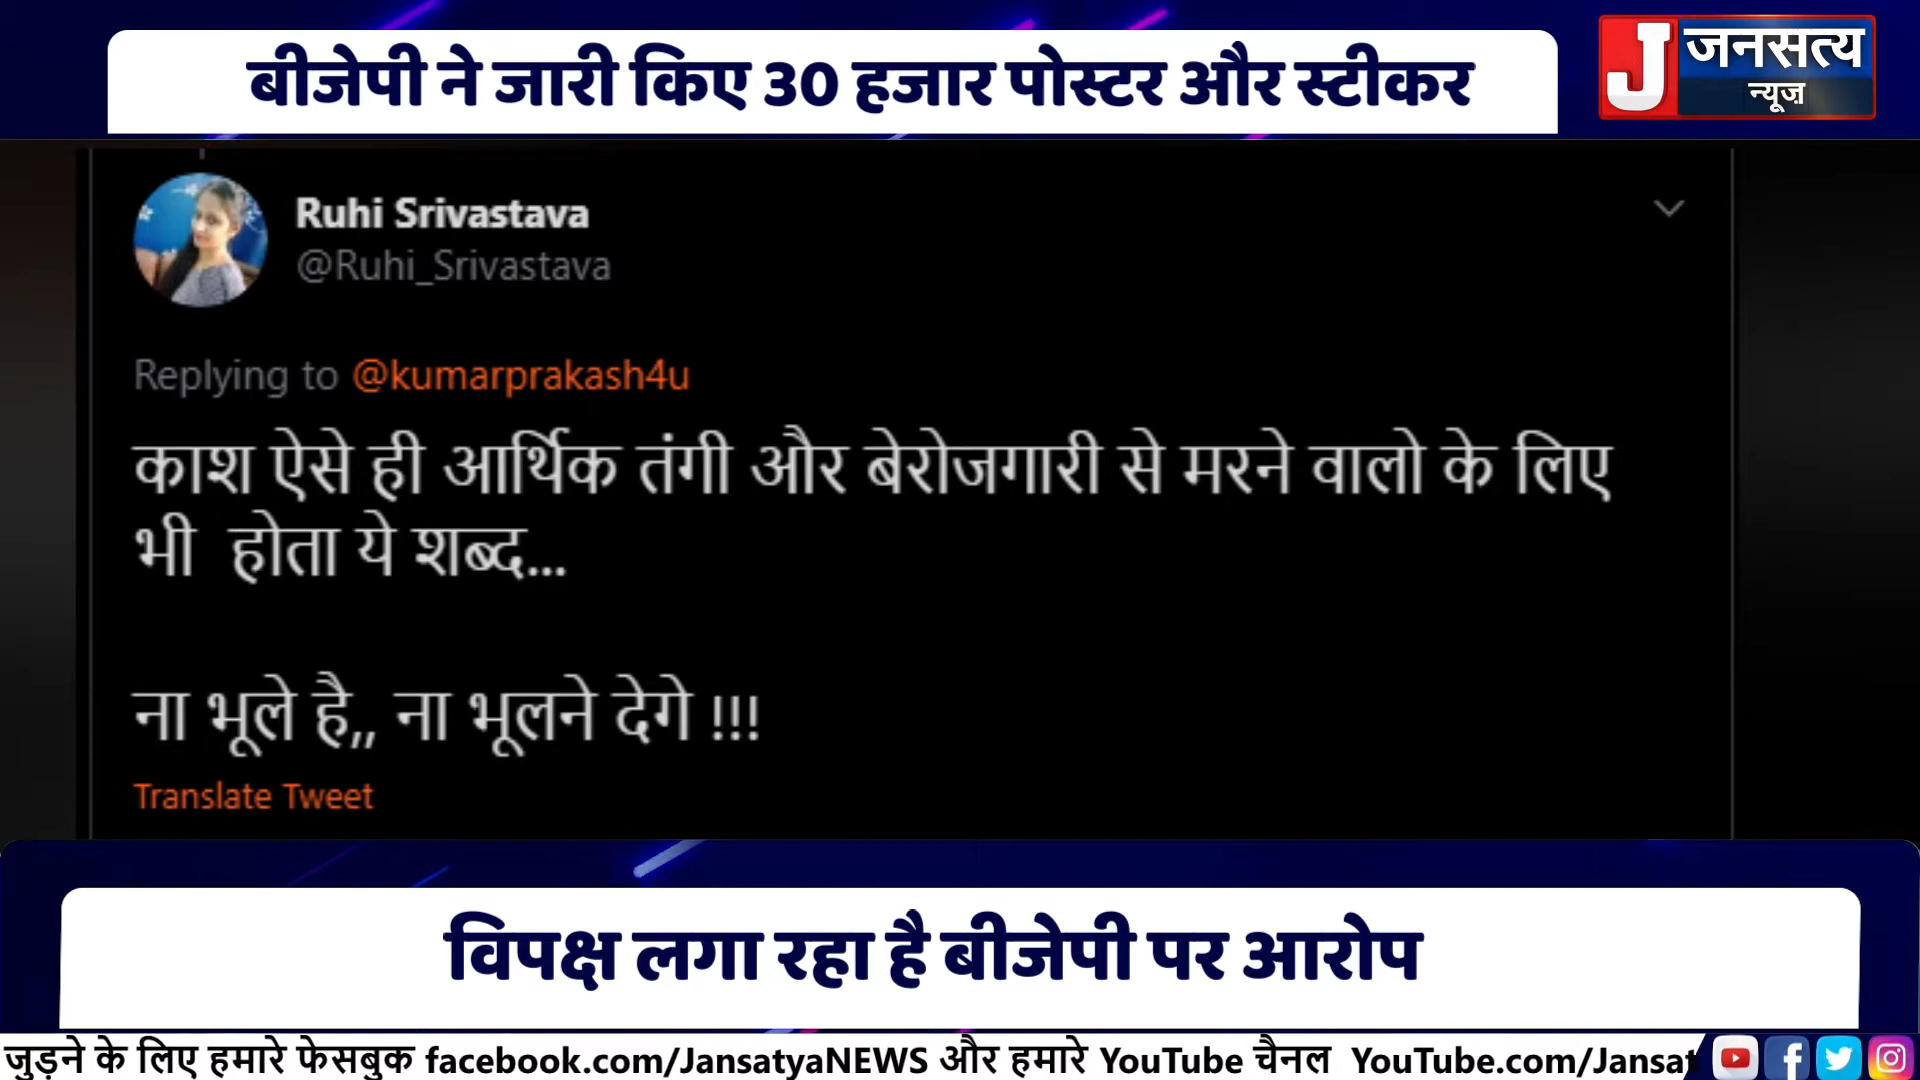 बीजेपी ने जारी किए 30 हजार पोस्टर और स्टीकर
J जनसत्य
न्यूज़
Ruhi Srivastava
@Ruhi_Srivastava
Replying to @kumarprakash4u
काश ऐसे ही आर्थिक तंगी और बेरोजगारी से मरने वालो के लिए
भी होता ये शब्द...
ना भूले है,, ना भूलने देगे !!!
Translate Tweet
विपक्ष लगा रहा है बीजेपी पर आरोप
जुड़ने के लिए हमारे फेसबुक facebook.com/JansatyaNEWS और हमारे YouTube चैनल YouTube.com/Jansat